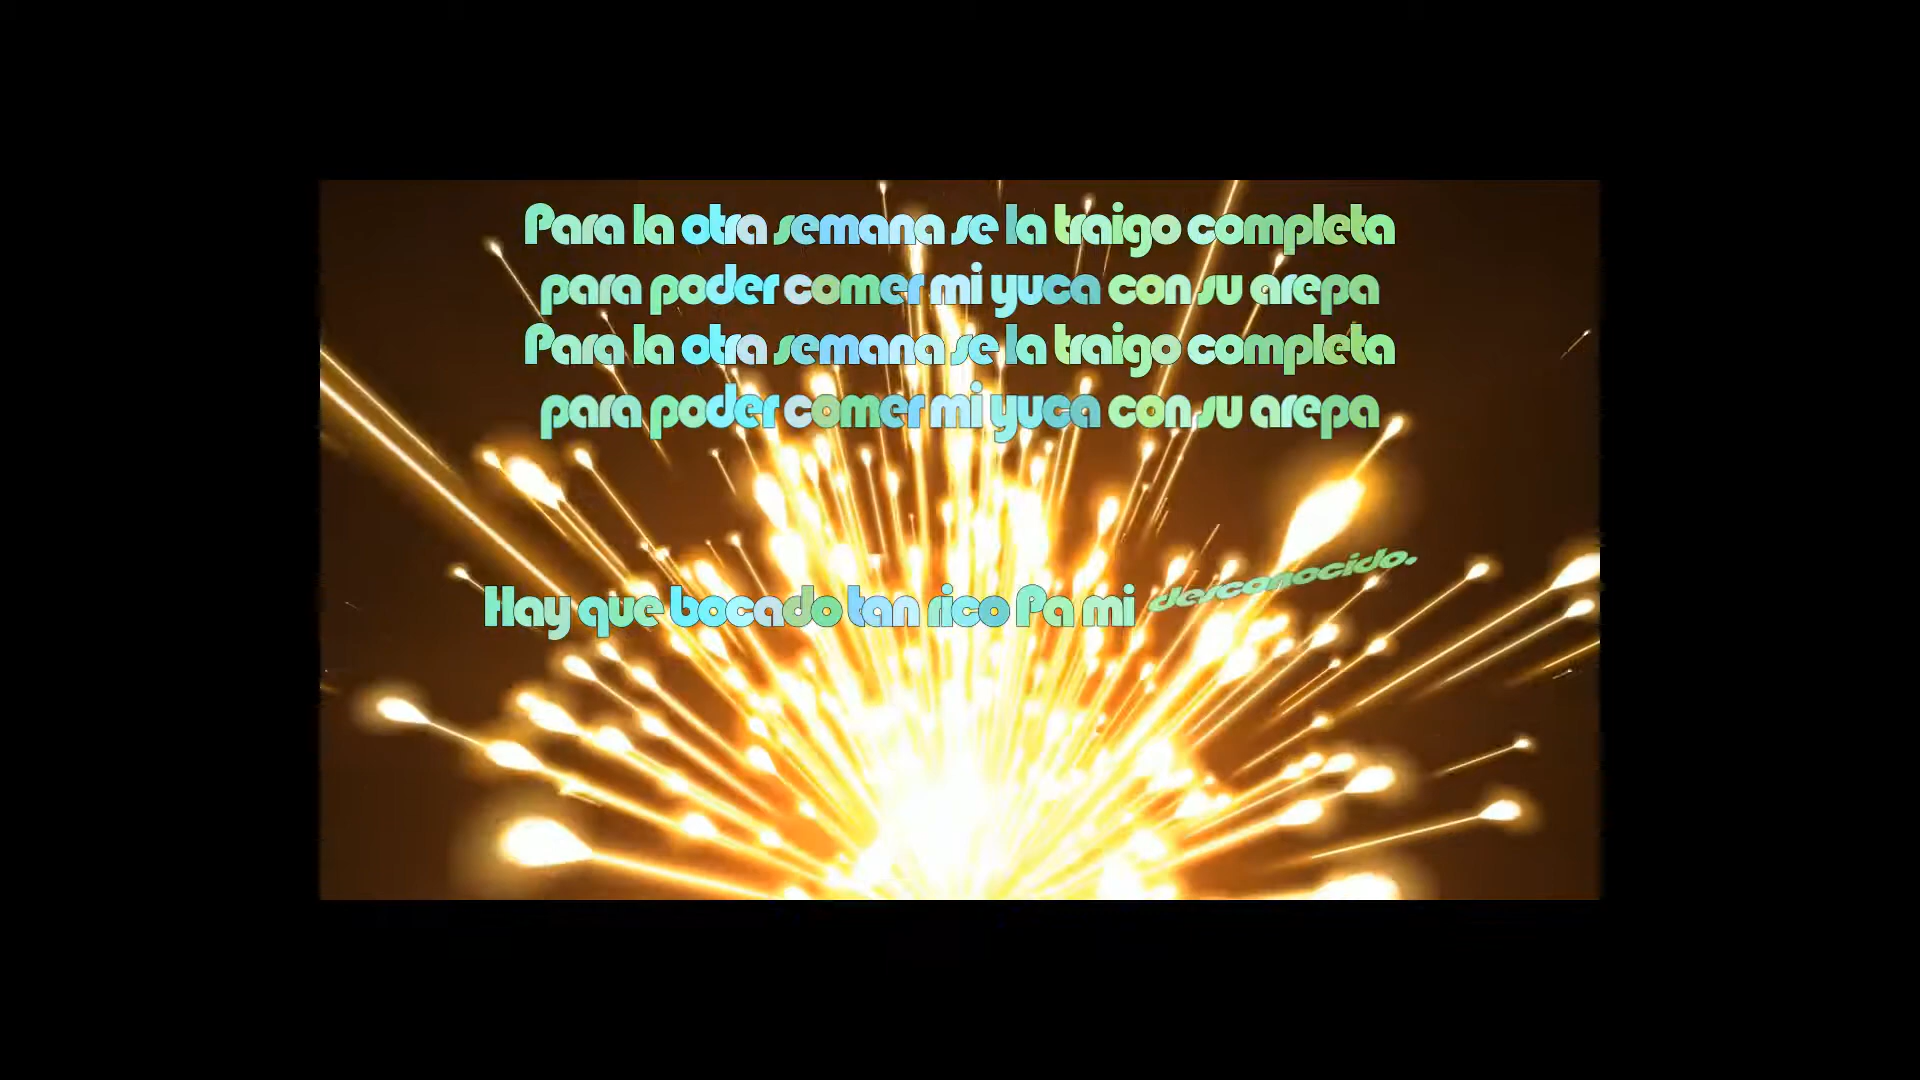 Para la otra semana se la traigo completa
para poder comer mi yuca con su arepa
Para la otra semana se la traigo completa
para poder comer mi yuca con su arepa
Hay que bocado tan rico Pa mi desconocido.